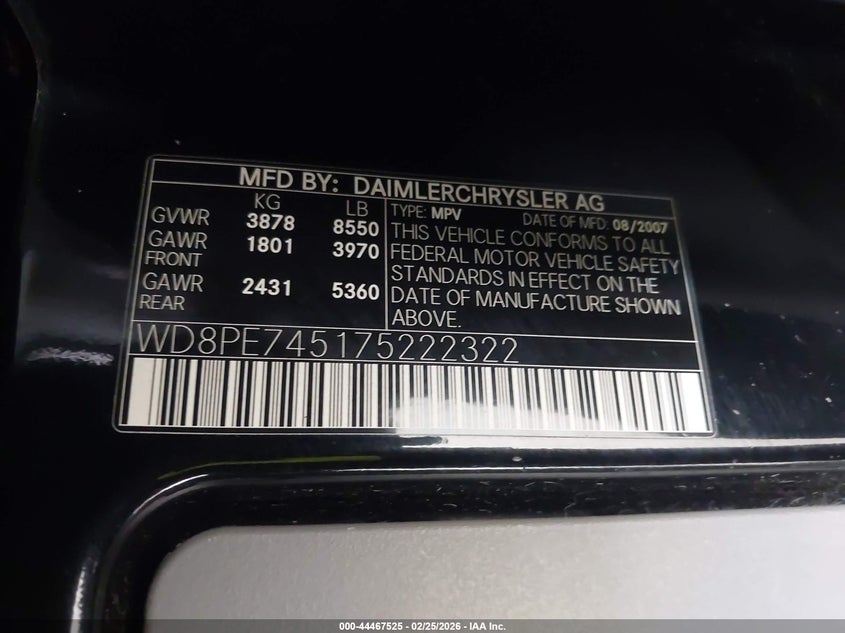 MFD BY: DAIMLERCHRYSLER AG
KG LB
GVWR 3878 8550
GAWR FRONT 1801 3970
GAWR REAR 2431 5360
TYPE: MPV DATE OF MFD: 08/2007
THIS VEHICLE CONFORMS TO ALL
FEDERAL MOTOR VEHICLE SAFETY
STANDARDS IN EFFECT ON THE
DATE OF MANUFACTURE SHOWN
ABOVE.
WD8PE745175222322
000-44467525 - 02/25/2026 - IAA Inc.